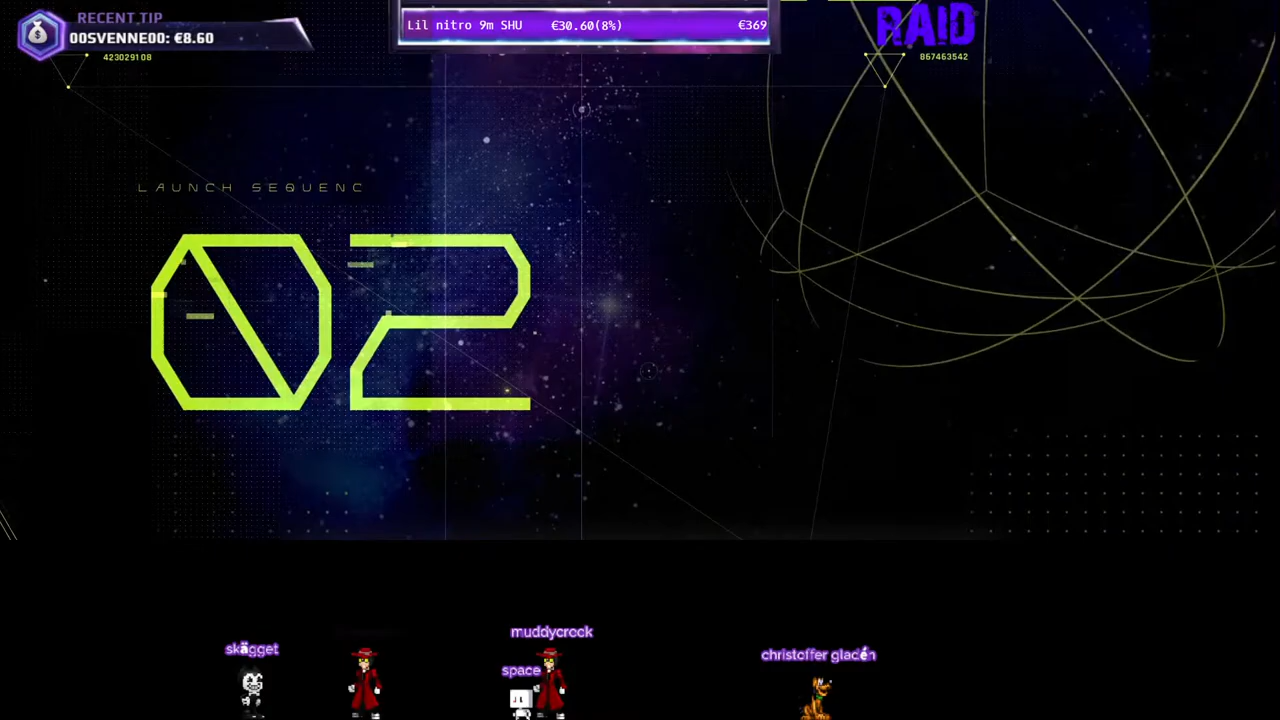 RECENT TIP
00SVENNE00: €8.60
Lil nitro 9m SHU €30.60(8%) €369
RAID
423029108
867463542
LAUNCH SEQUENC
02
skägget
muddycrock
space
christoffer gladén